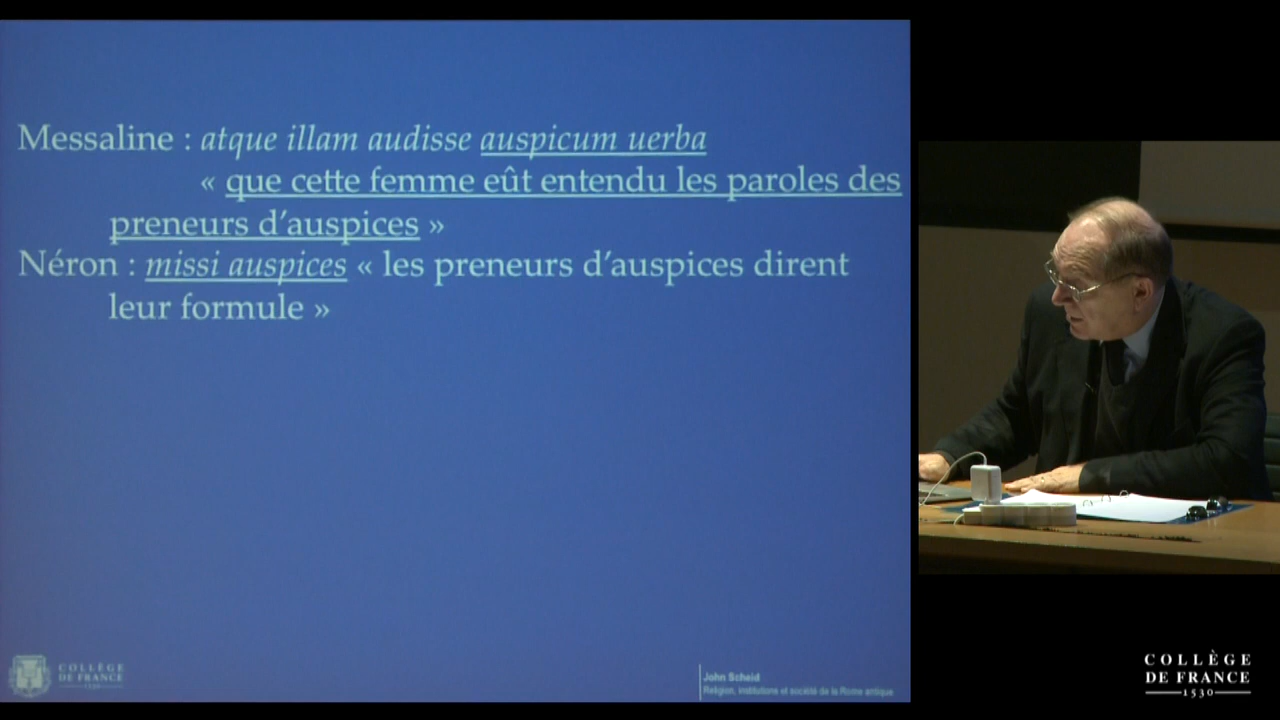 Messaline : atque illam audisse auspicum uerba
« que cette femme eût entendu les paroles des
preneurs d’auspices »
Néron : missi auspices « les preneurs d’auspices dirent
leur formule »
COLLÈGE
DE FRANCE
1530
John Scheid
Religion, institutions et société de la Rome antique
COLLÈGE
DE FRANCE
1530